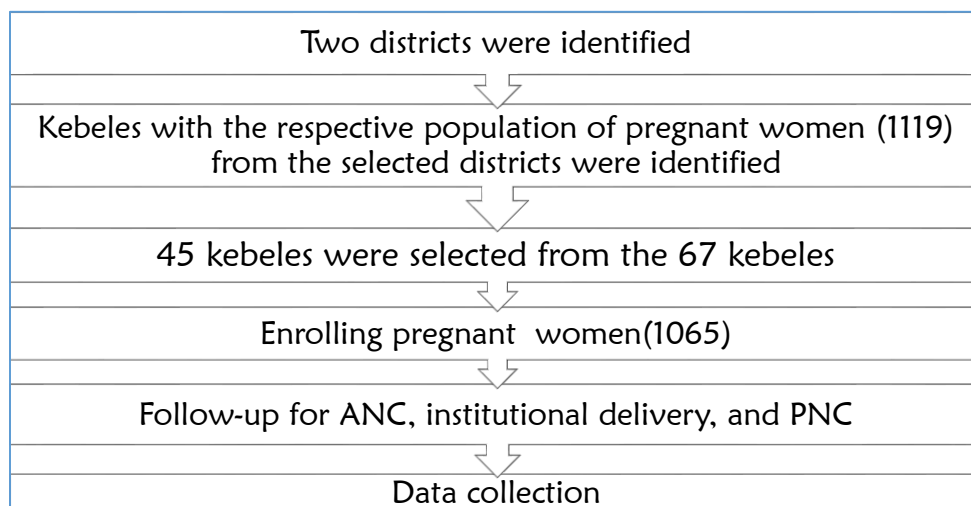 Two districts were identified
Kebeles with the respective population of pregnant women (1119)
from the selected districts were identified
45 kebeles were selected from the 67 kebeles
Enrolling pregnant women(1065)
Follow-up for ANC, institutional delivery, and PNC
Data collection